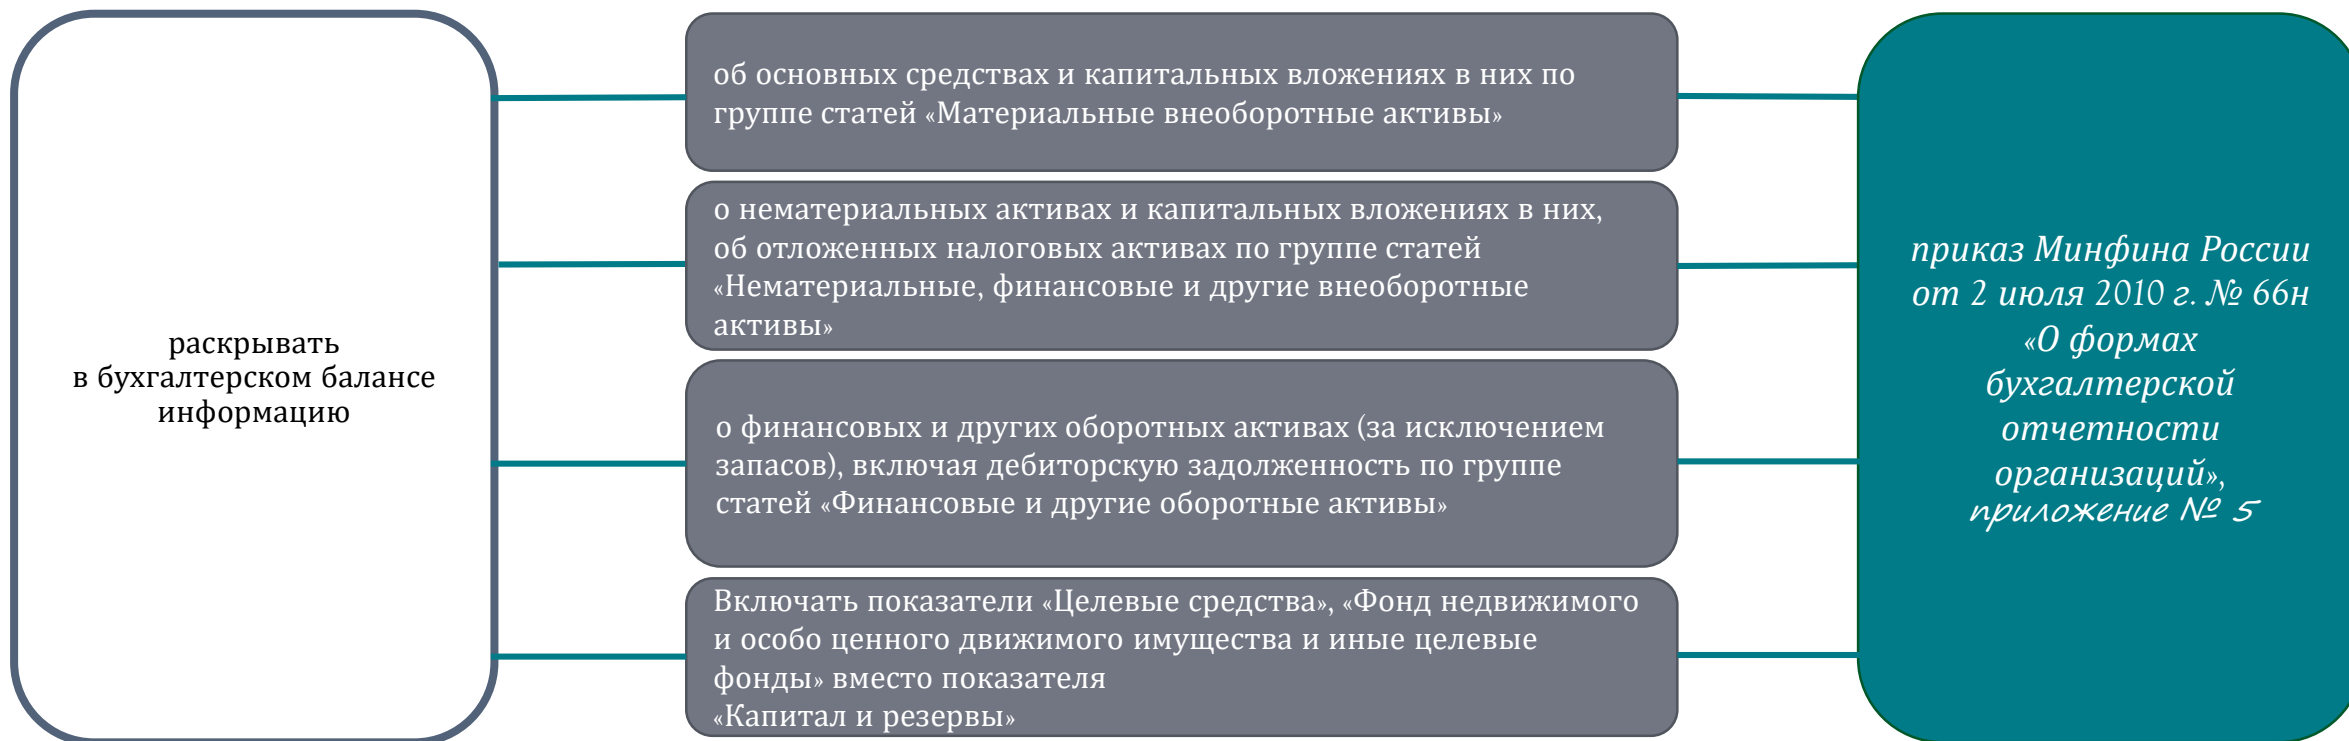 раскрывать
в бухгалтерском балансе
информацию
об основных средствах и капитальных вложениях в них по
группе статей «Материальные внеоборотные активы»
о нематериальных активах и капитальных вложениях в них,
об отложенных налоговых активах по группе статей
«Нематериальные, финансовые и другие внеоборотные
активы»
о финансовых и других оборотных активах (за исключением
запасов), включая дебиторскую задолженность по группе
статей «Финансовые и другие оборотные активы»
Включать показатели «Целевые средства», «Фонд недвижимого
и особо ценного движимого имущества и иные целевые
фонды» вместо показателя
«Капитал и резервы»
приказ Минфина России
от 2 июля 2010 г. № 66н
«О формах
бухгалтерской
отчетности
организаций»,
приложение № 5